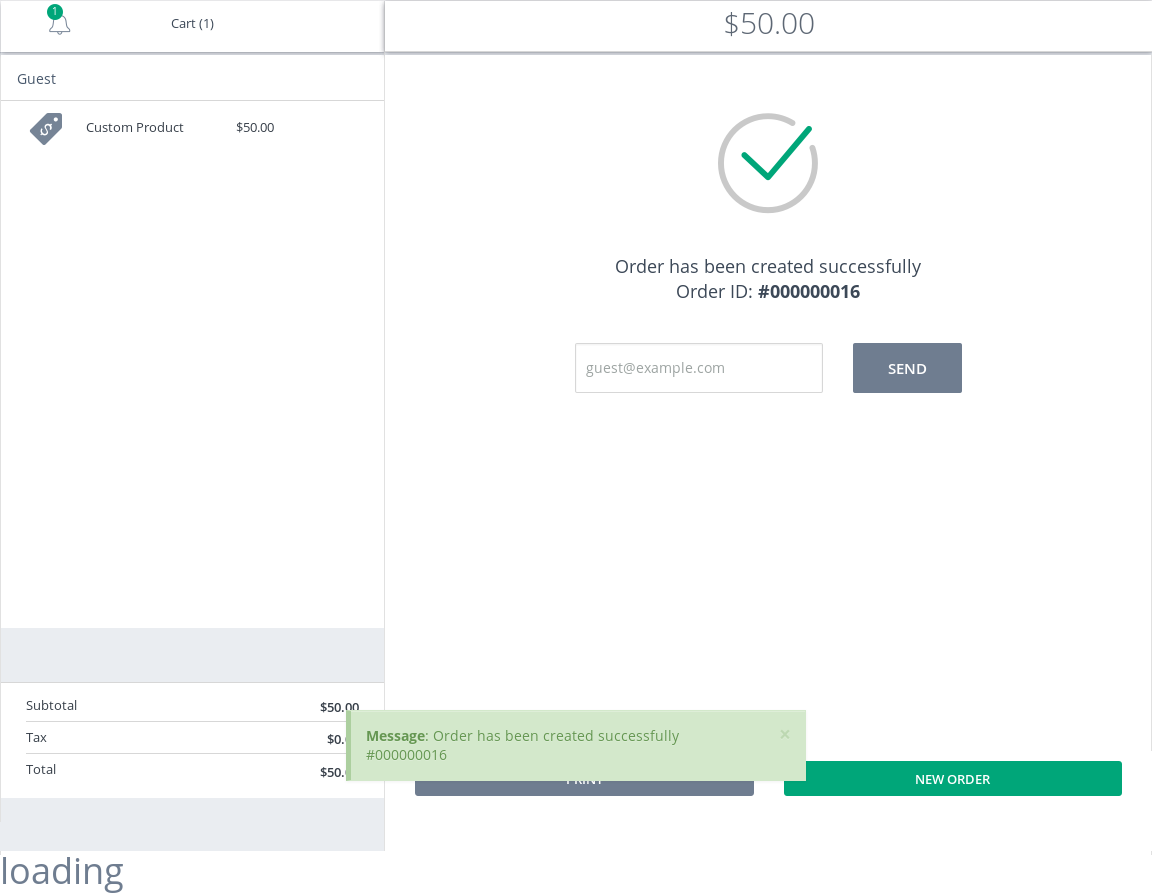 1
Cart (1)
$50.00
Guest
Custom Product
$50.00
Order has been created successfully
Order ID: #000000016
guest@example.com
SEND
Subtotal
$50.00
Tax
$0.
Total
$50.
Message: Order has been created successfully
#000000016
×
PRINT
NEW ORDER
loading